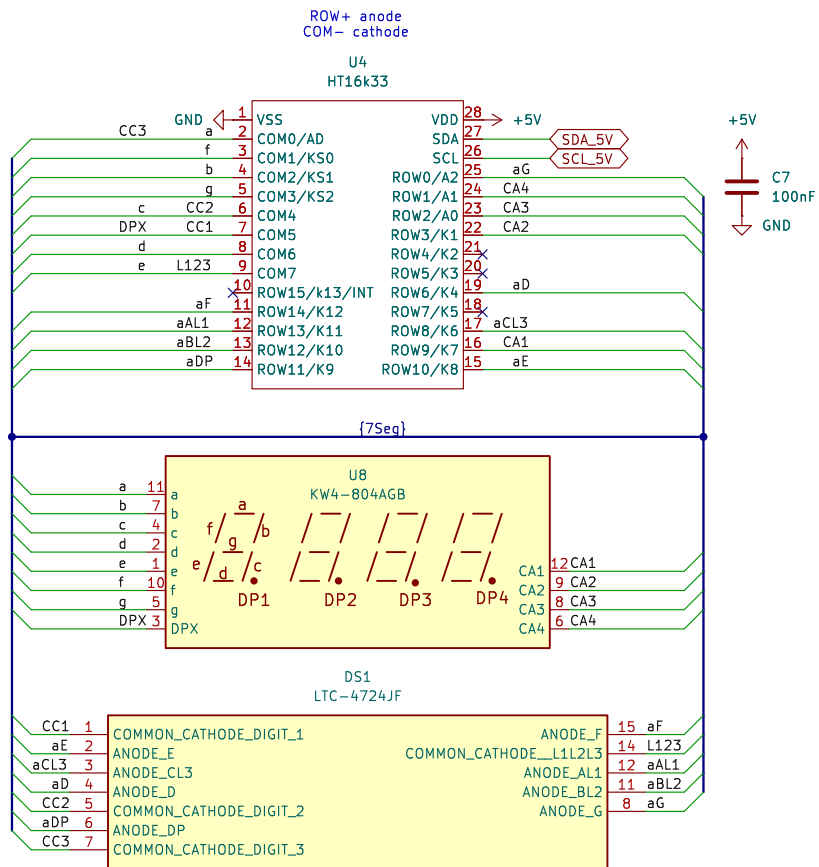 ROW+ anode
COM- cathode
U4
HT16k33
GND 1 VSS VDD 28 +5V
CC3 a 2 COM0/AD SDA 27 SDA_5V
f 3 COM1/KS0 SCL 26 SCL_5V
b 4 COM2/KS1 ROW0/A2 25 aG
g 5 COM3/KS2 ROW1/A1 24 CA4
c CC2 6 COM4 ROW2/A0 23 CA3
DPX CC1 7 COM5 ROW3/K1 22 CA2
d 8 COM6 ROW4/K2 21
e L123 9 COM7 ROW5/K3 20
10 ROW15/k13/INT ROW6/K4 19 aD
aF 11 ROW14/K12 ROW7/K5 18
aAL1 12 ROW13/K11 ROW8/K6 17 aCL3
aBL2 13 ROW12/K10 ROW9/K7 16 CA1
aDP 14 ROW11/K9 ROW10/K8 15 aE
+5V
C7
100nF
GND
{7Seg}
U8
KW4-804AGB
a 11 a
b 7 b
c 4 c
d 2 d
e 1 e
f 10 f
g 5 g
DPX 3 DPX
a
f b
g
e c
d
DP1 DP2 DP3 DP4
CA1 12 CA1
CA2 9 CA2
CA3 8 CA3
CA4 6 CA4
DS1
LTC-4724JF
CC1 1 COMMON_CATHODE_DIGIT_1 ANODE_F 15 aF
aE 2 ANODE_E COMMON_CATHODE__L1L2L3 14 L123
aCL3 3 ANODE_CL3 ANODE_AL1 12 aAL1
aD 4 ANODE_D ANODE_BL2 11 aBL2
CC2 5 COMMON_CATHODE_DIGIT_2 ANODE_G 8 aG
aDP 6 ANODE_DP
CC3 7 COMMON_CATHODE_DIGIT_3